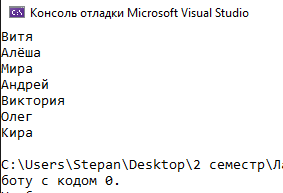 Консоль отладки Microsoft Visual Studio
Витя
Алёша
Мира
Андрей
Виктория
Олег
Кира
C:\Users\Stepan\Desktop\2 семестр\Ла
боту с кодом 0.